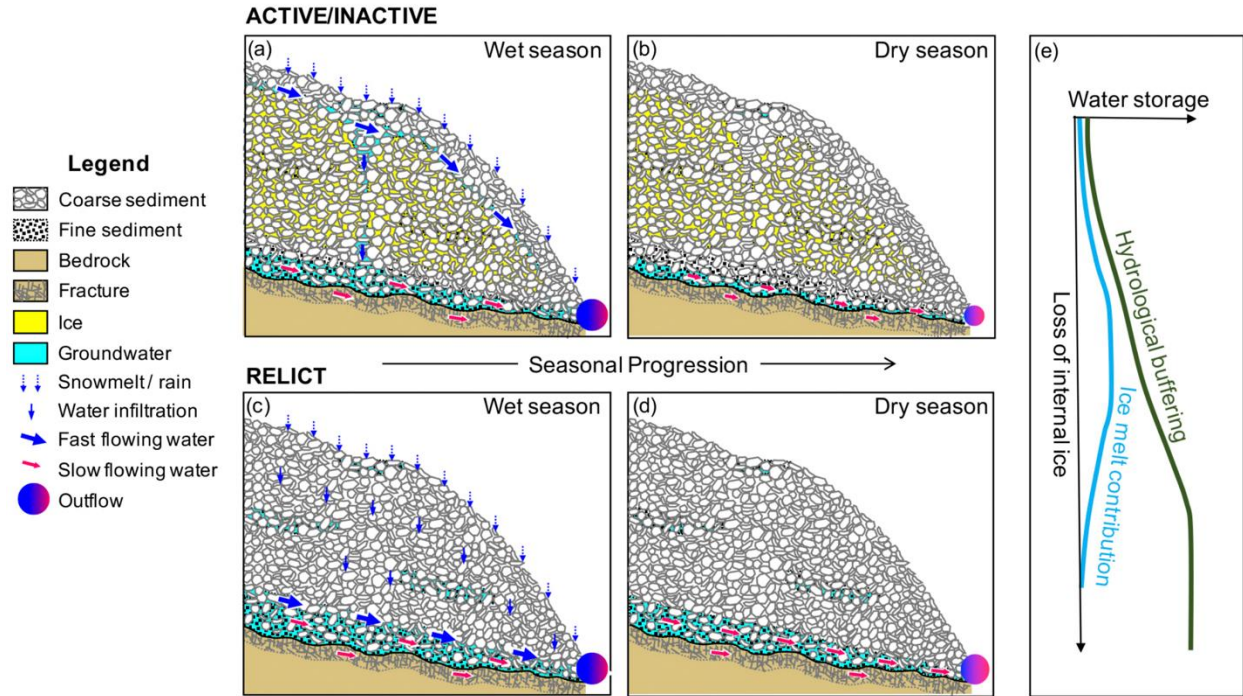 ACTIVE/INACTIVE
(a)
Wet season
(b)
Dry season
(e)
Water storage
Loss of internal ice
Ice melt contribution
Hydrological buffering
Legend
Coarse sediment
Fine sediment
Bedrock
Fracture
Ice
Groundwater
Snowmelt / rain
Water infiltration
Fast flowing water
Slow flowing water
Outflow
Seasonal Progression
RELICT
(c)
Wet season
(d)
Dry season